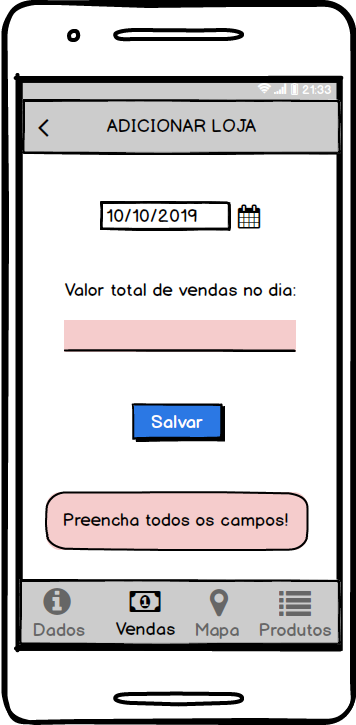 21:33
ADICIONAR LOJA
10/10/2019
Valor total de vendas no dia:
Salvar
Preencha todos os campos!
Dados Vendas Mapa Produtos